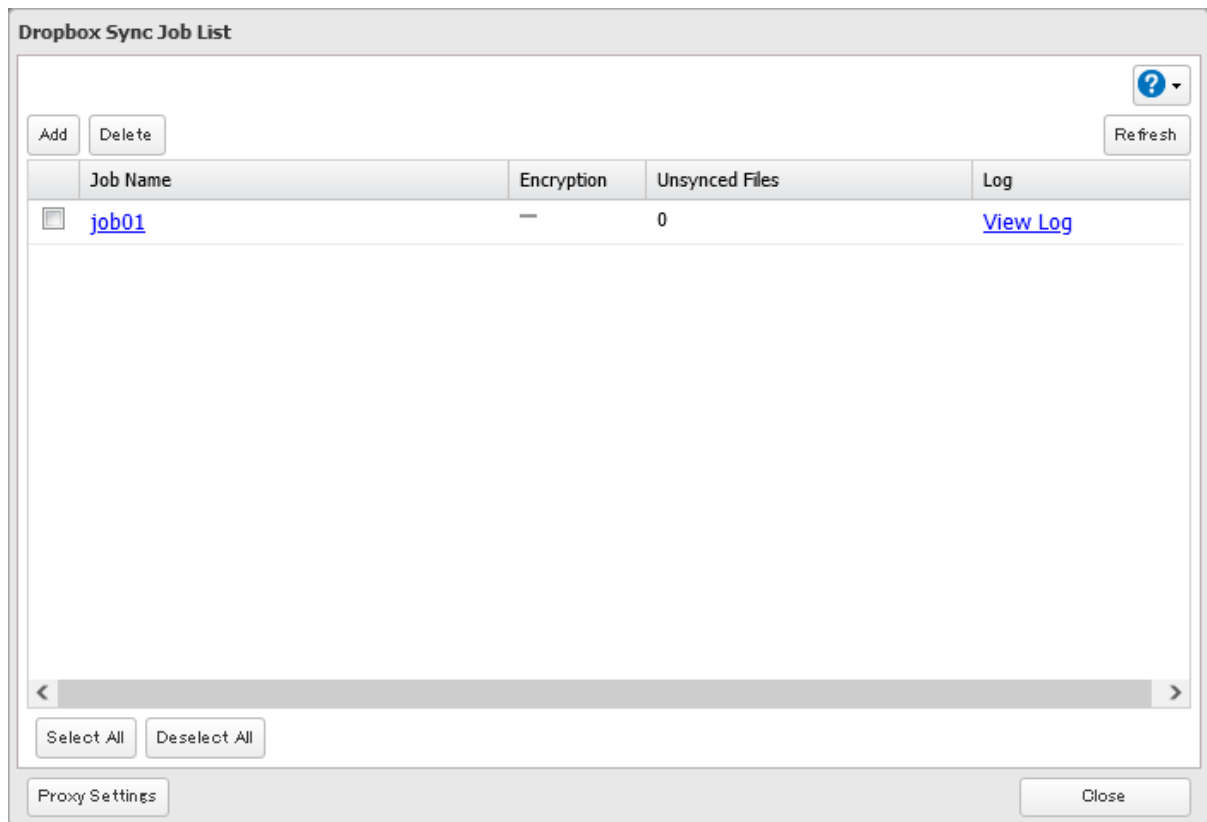 Dropbox Sync Job List
?
Add Delete Refresh
Job Name Encryption Unsynced Files Log
job01 — 0 View Log
Select All Deselect All
Proxy Settings Close